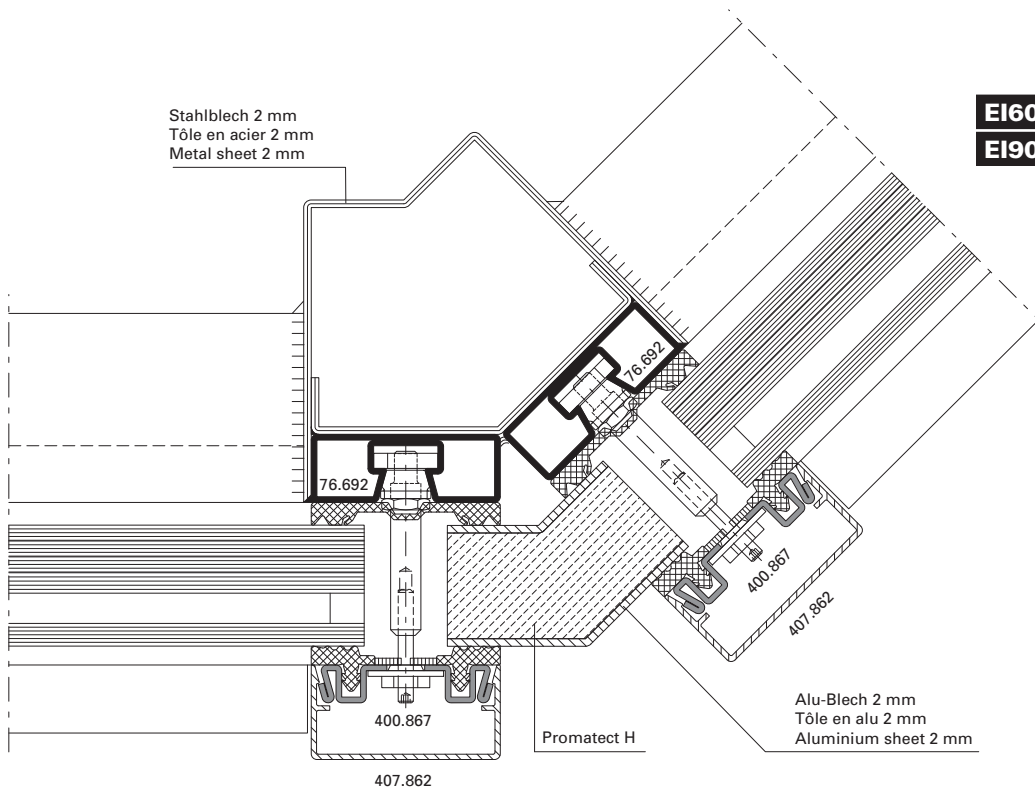 Stahlblech 2 mm
Tôle en acier 2 mm
Metal sheet 2 mm
EI60
EI90
76.692
76.692
400.867
407.862
400.867
407.862
Promatect H
Alu-Blech 2 mm
Tôle en alu 2 mm
Aluminium sheet 2 mm